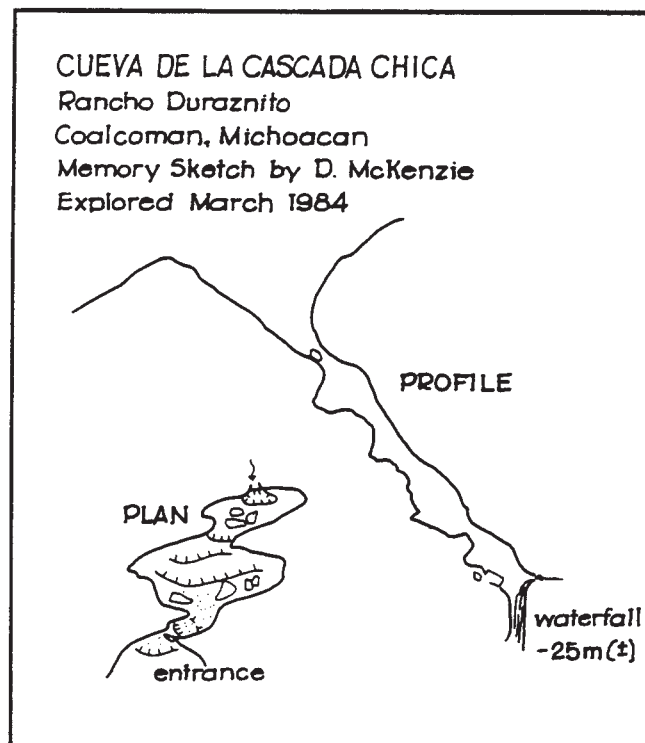 CUEVA DE LA CASCADA CHICA
Rancho Duraznito
Coalcoman, Michoacan
Memory Sketch by D. McKenzie
Explored March 1984
PROFILE
PLAN
waterfall
-25m(±)
entrance